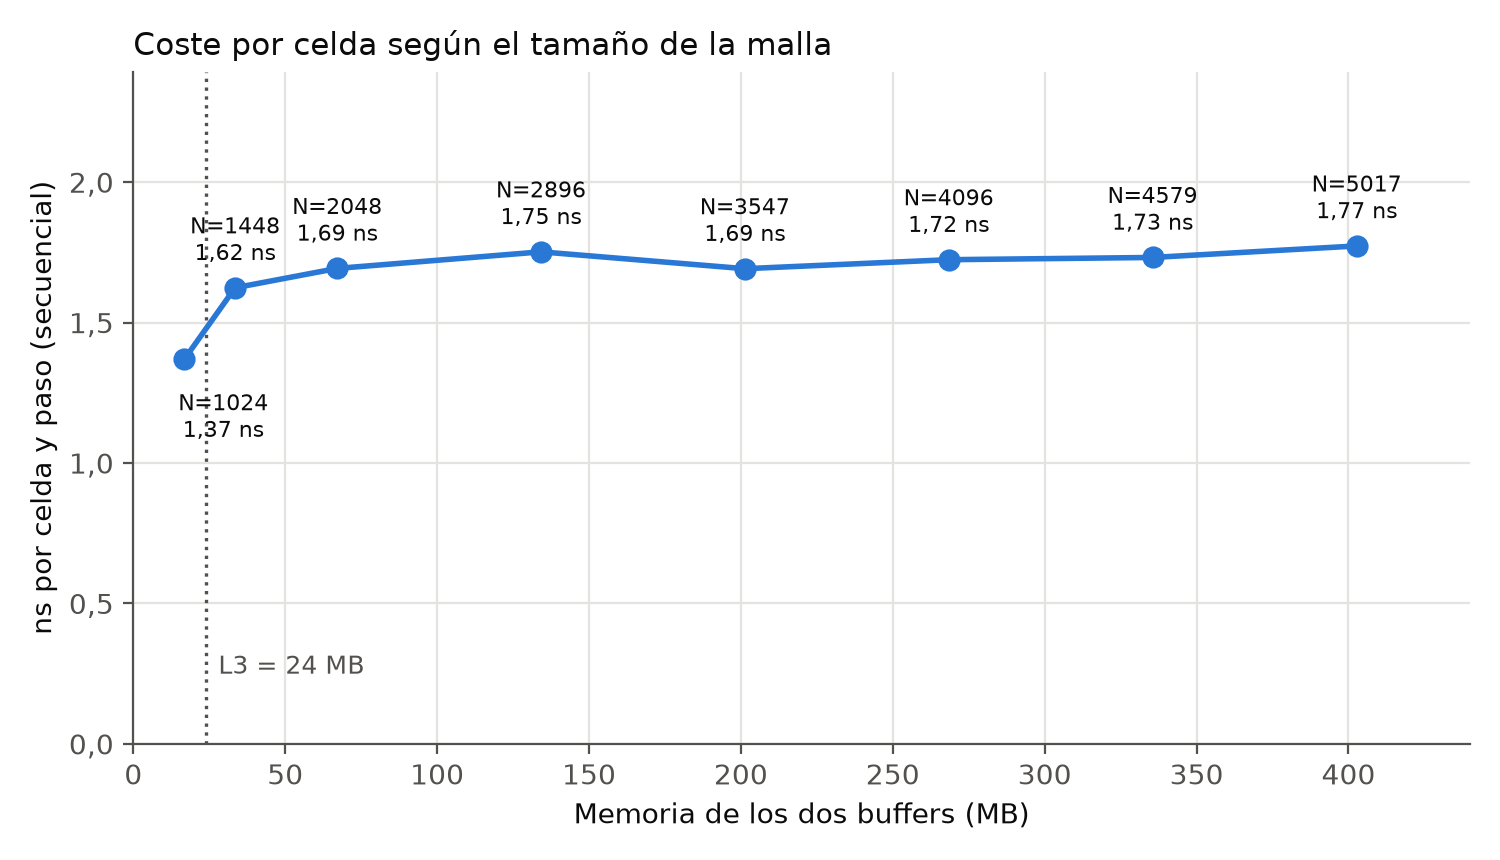 Coste por celda según el tamaño de la malla
ns por celda y paso (secuencial)
2,0
1,5
1,0
0,5
0,0
N=1024
1,37 ns
N=1448
1,62 ns
N=2048
1,69 ns
N=2896
1,75 ns
N=3547
1,69 ns
N=4096
1,72 ns
N=4579
1,73 ns
N=5017
1,77 ns
L3 = 24 MB
0
50
100
150
200
250
300
350
400
Memoria de los dos buffers (MB)